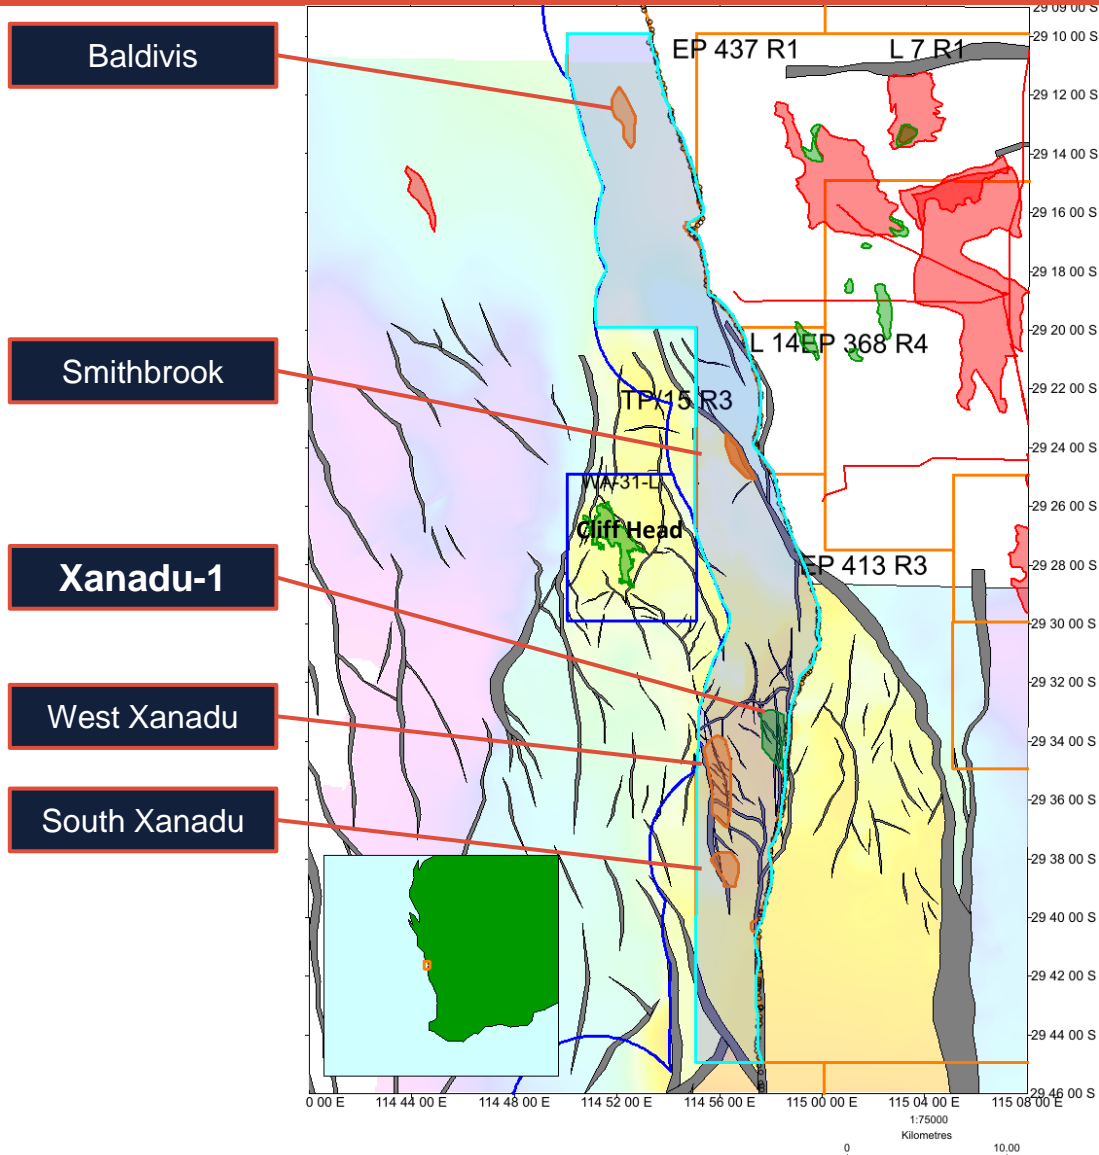 29 09 00 S
Baldivis
29 10 00 S
EP 437 R1
L 7 R1
29 12 00 S
29 14 00 S
29 16 00 S
29 18 00 S
29 20 00 S
L 14
EP 368 R4
Smithbrook
29 22 00 S
TP/15 R3
29 24 00 S
WA-31-L
29 26 00 S
Cliff Head
29 28 00 S
EP 413 R3
Xanadu-1
29 30 00 S
29 32 00 S
West Xanadu
29 34 00 S
29 36 00 S
South Xanadu
29 38 00 S
29 40 00 S
29 42 00 S
29 44 00 S
29 46 00 S
0 00 E
114 44 00 E
114 48 00 E
114 52 00 E
114 56 00 E
115 00 00 E
115 04 00 E
115 08 00 E
1:75000
Kilometres
0
10.00